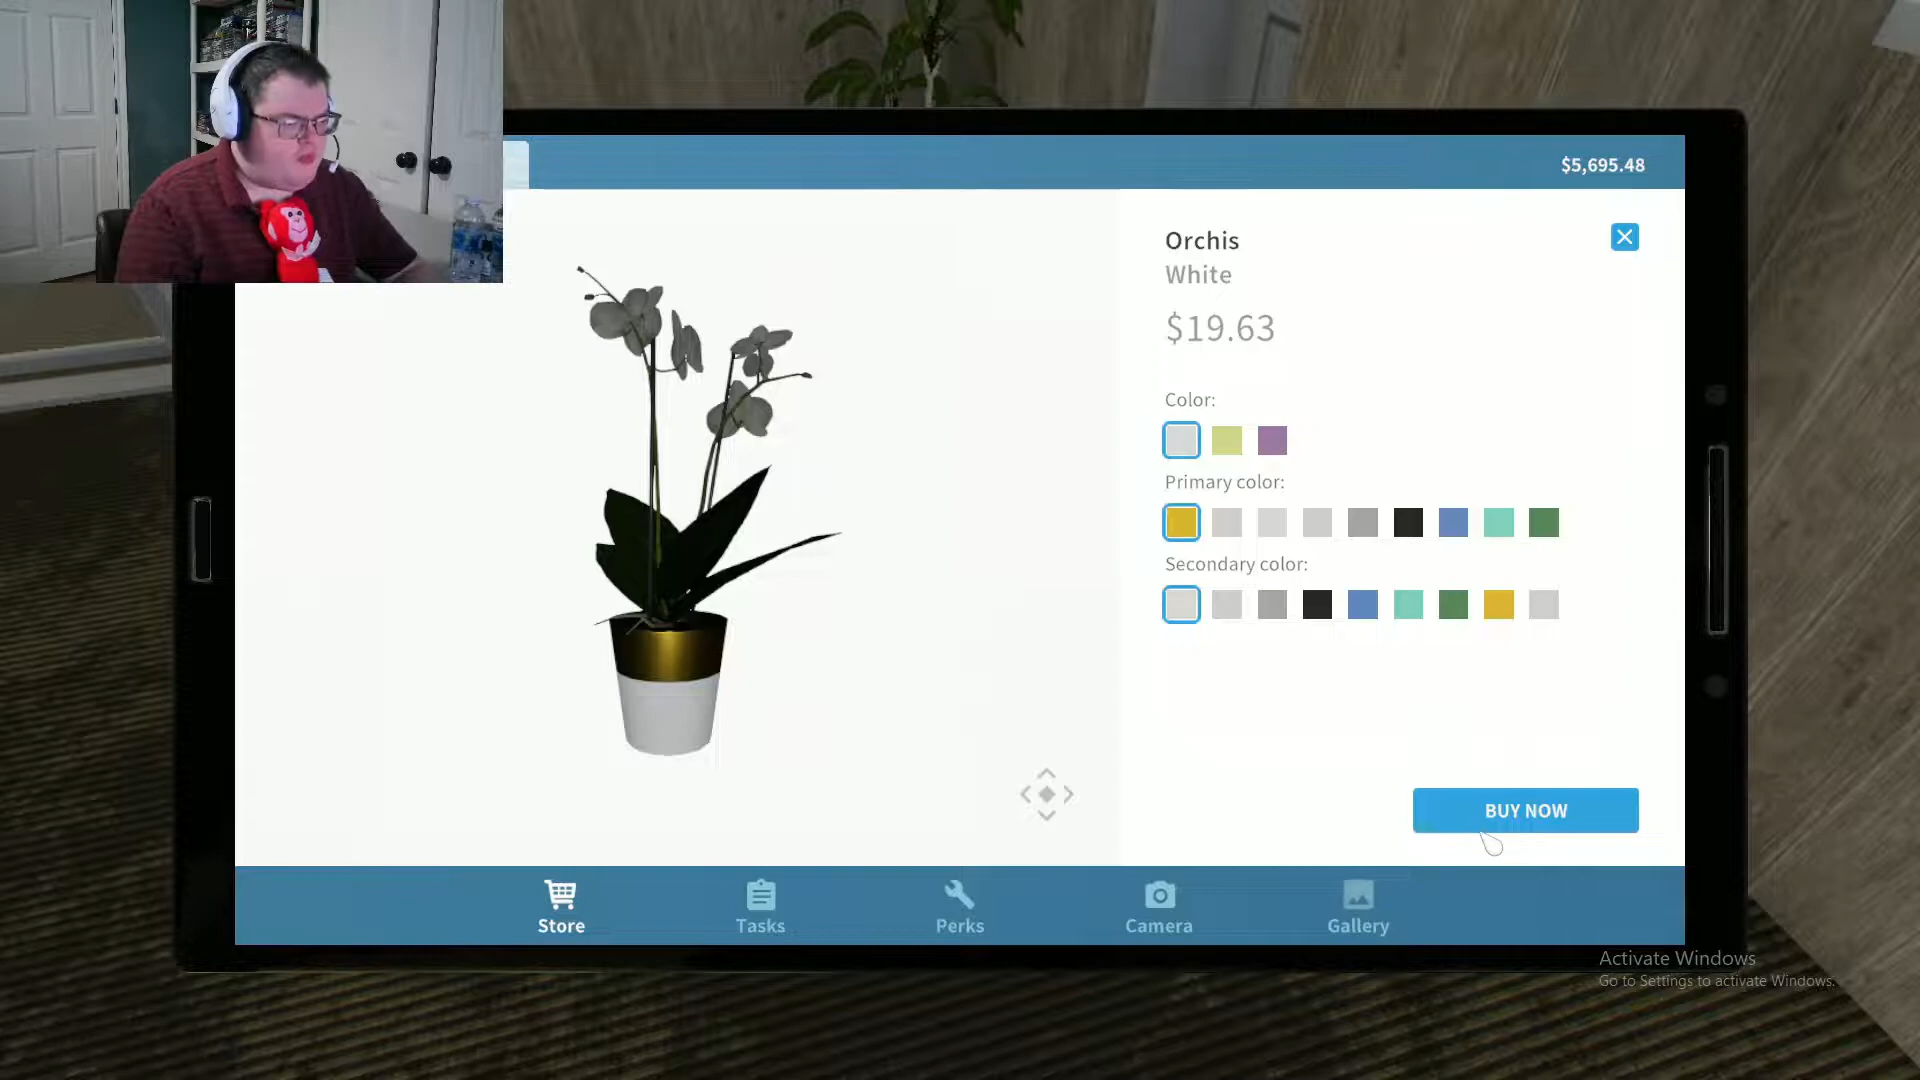 $5,695.48
Orchis
White
$19.63
Color:
Primary color:
Secondary color:
BUY NOW
Store
Tasks
Perks
Camera
Gallery
Activate Windows
Go to Settings to activate Windows.